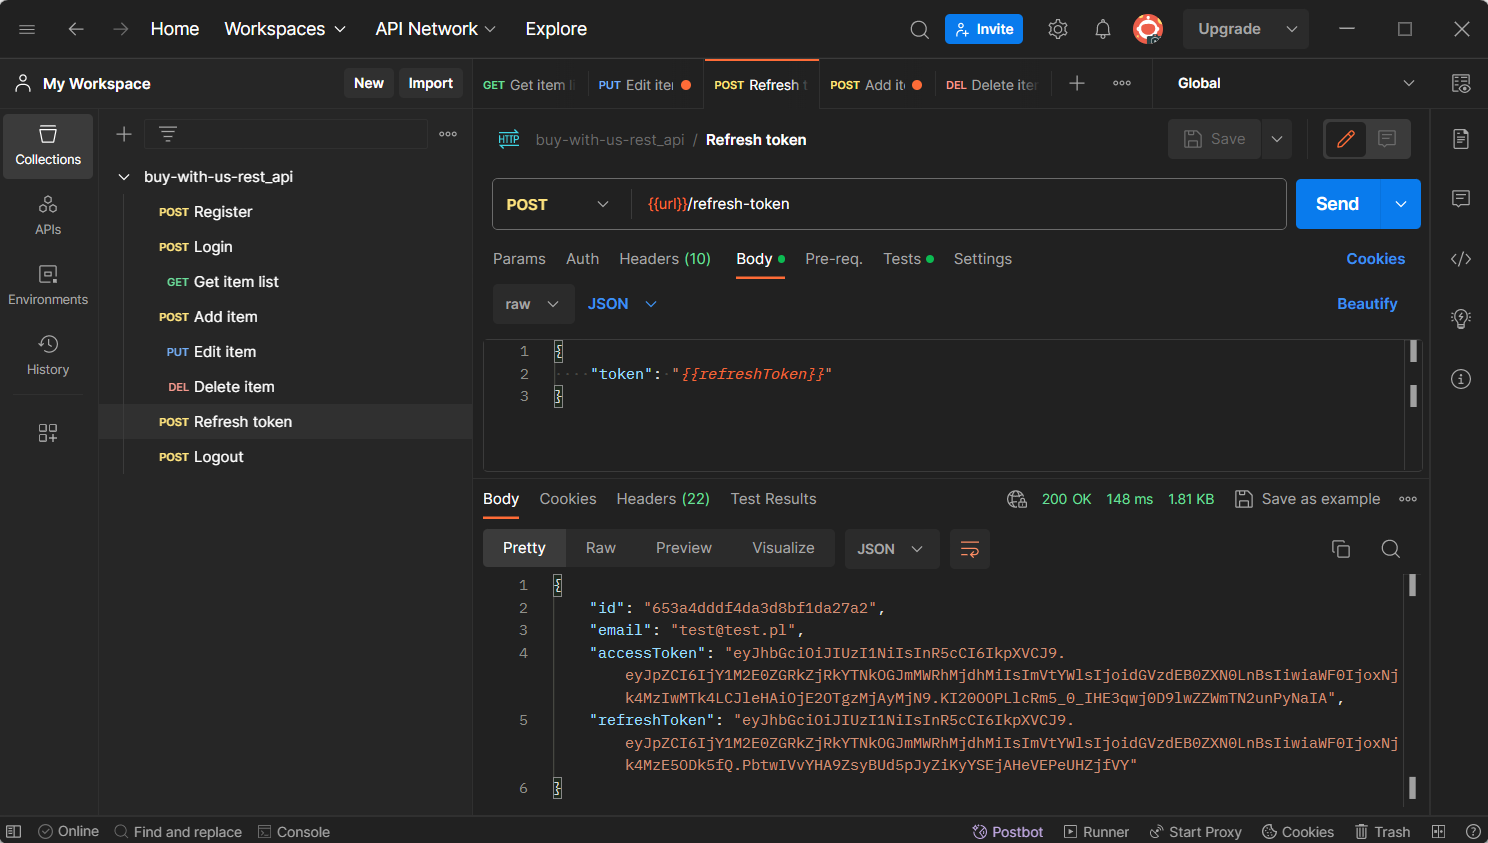 Home Workspaces API Network Explore Invite Upgrade
My Workspace New Import GET Get item l PUT Edit iter POST Refresh t POST Add it DEL Delete iter Global
Collections
APIs
Environments
History
buy-with-us-rest_api
POST Register
POST Login
GET Get item list
POST Add item
PUT Edit item
DEL Delete item
POST Refresh token
POST Logout
HTTP buy-with-us-rest_api / Refresh token Save
POST {{url}}/refresh-token Send
Params Auth Headers (10) Body Pre-req. Tests Settings Cookies
raw JSON Beautify
1 {
2 "token": "{{refreshToken}}"
3 }
Body Cookies Headers (22) Test Results 200 OK 148 ms 1.81 KB Save as example
Pretty Raw Preview Visualize JSON
1 {
2 "id": "653a4dddf4da3d8bf1da27a2",
3 "email": "test@test.pl",
4 "accessToken": "eyJhbGciOiJIUzI1NiIsInR5cCI6IkpXVCJ9.
eyJpZCI6IjY1M2E0ZGRkZjRkYTNkOGJmMWRhMjdhMiIsImVtYWlsIjoidGVzdEB0ZXN0LnBsIiwiaWF0IjoxNj
k4MzIwMTk4LCJleHAiOjE2OTgzMjAyMjN9.KI20OOPLlcRm5_0_IHE3qwj0D9lwZZWmTN2unPyNaIA",
5 "refreshToken": "eyJhbGciOiJIUzI1NiIsInR5cCI6IkpXVCJ9.
eyJpZCI6IjY1M2E0ZGRkZjRkYTNkOGJmMWRhMjdhMiIsImVtYWlsIjoidGVzdEB0ZXN0LnBsIiwiaWF0IjoxNj
k4MzE5ODk5fQ.PbtwIVvYHA9ZsyBUd5pJyZiKyYSEjAHeVEPeUHZjfVY"
6 }
Online Find and replace Console Postbot Runner Start Proxy Cookies Trash